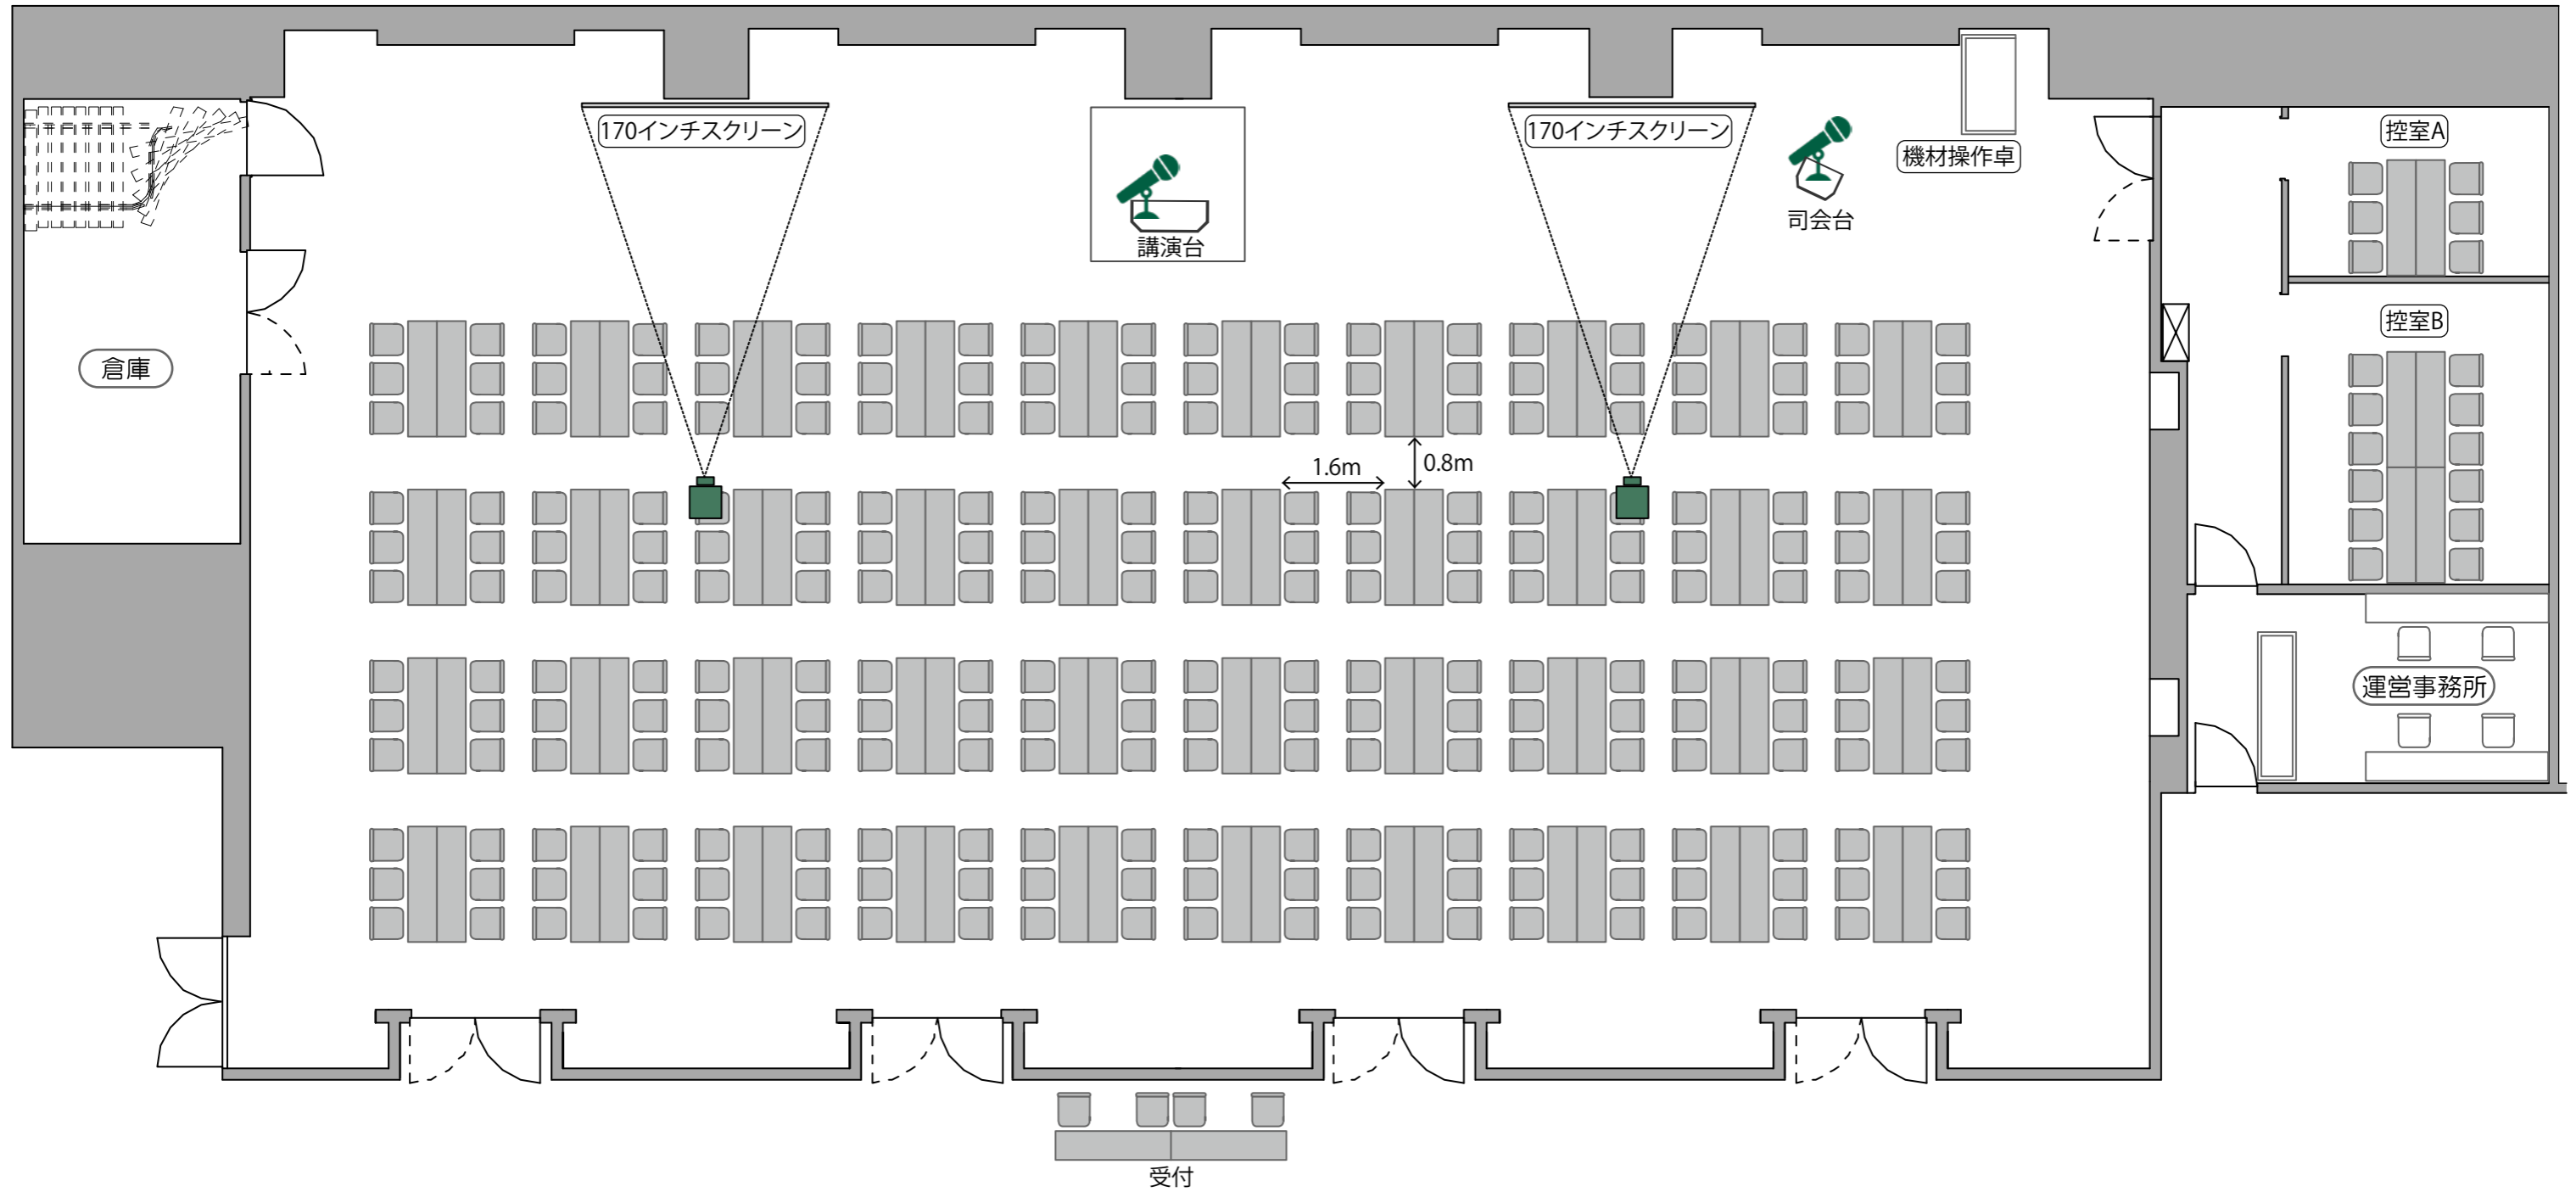 170インチスクリーン
170インチスクリーン
控室A
機材操作卓
司会台
講演台
控室B
倉庫
1.6m
0.8m
運営事務所
受付